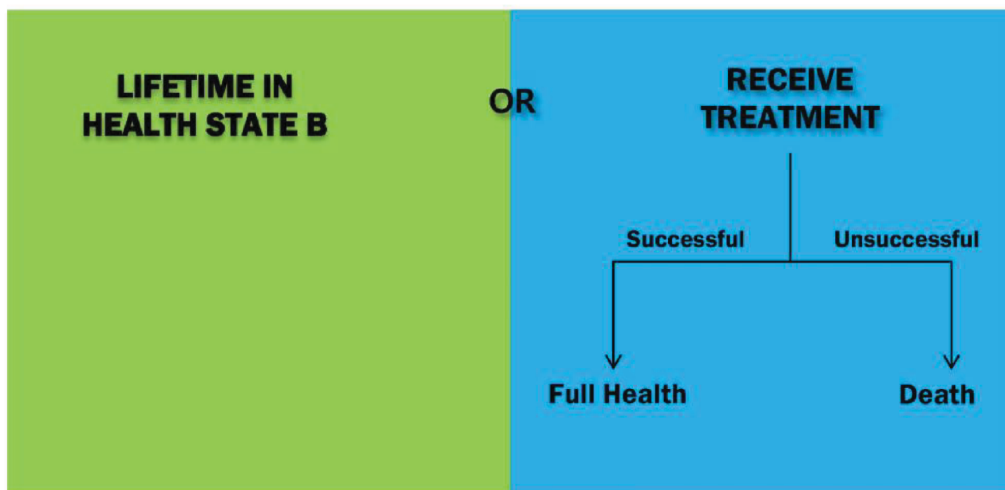 LIFETIME IN
HEALTH STATE B
OR
RECEIVE
TREATMENT
Successful
Unsuccessful
Full Health
Death